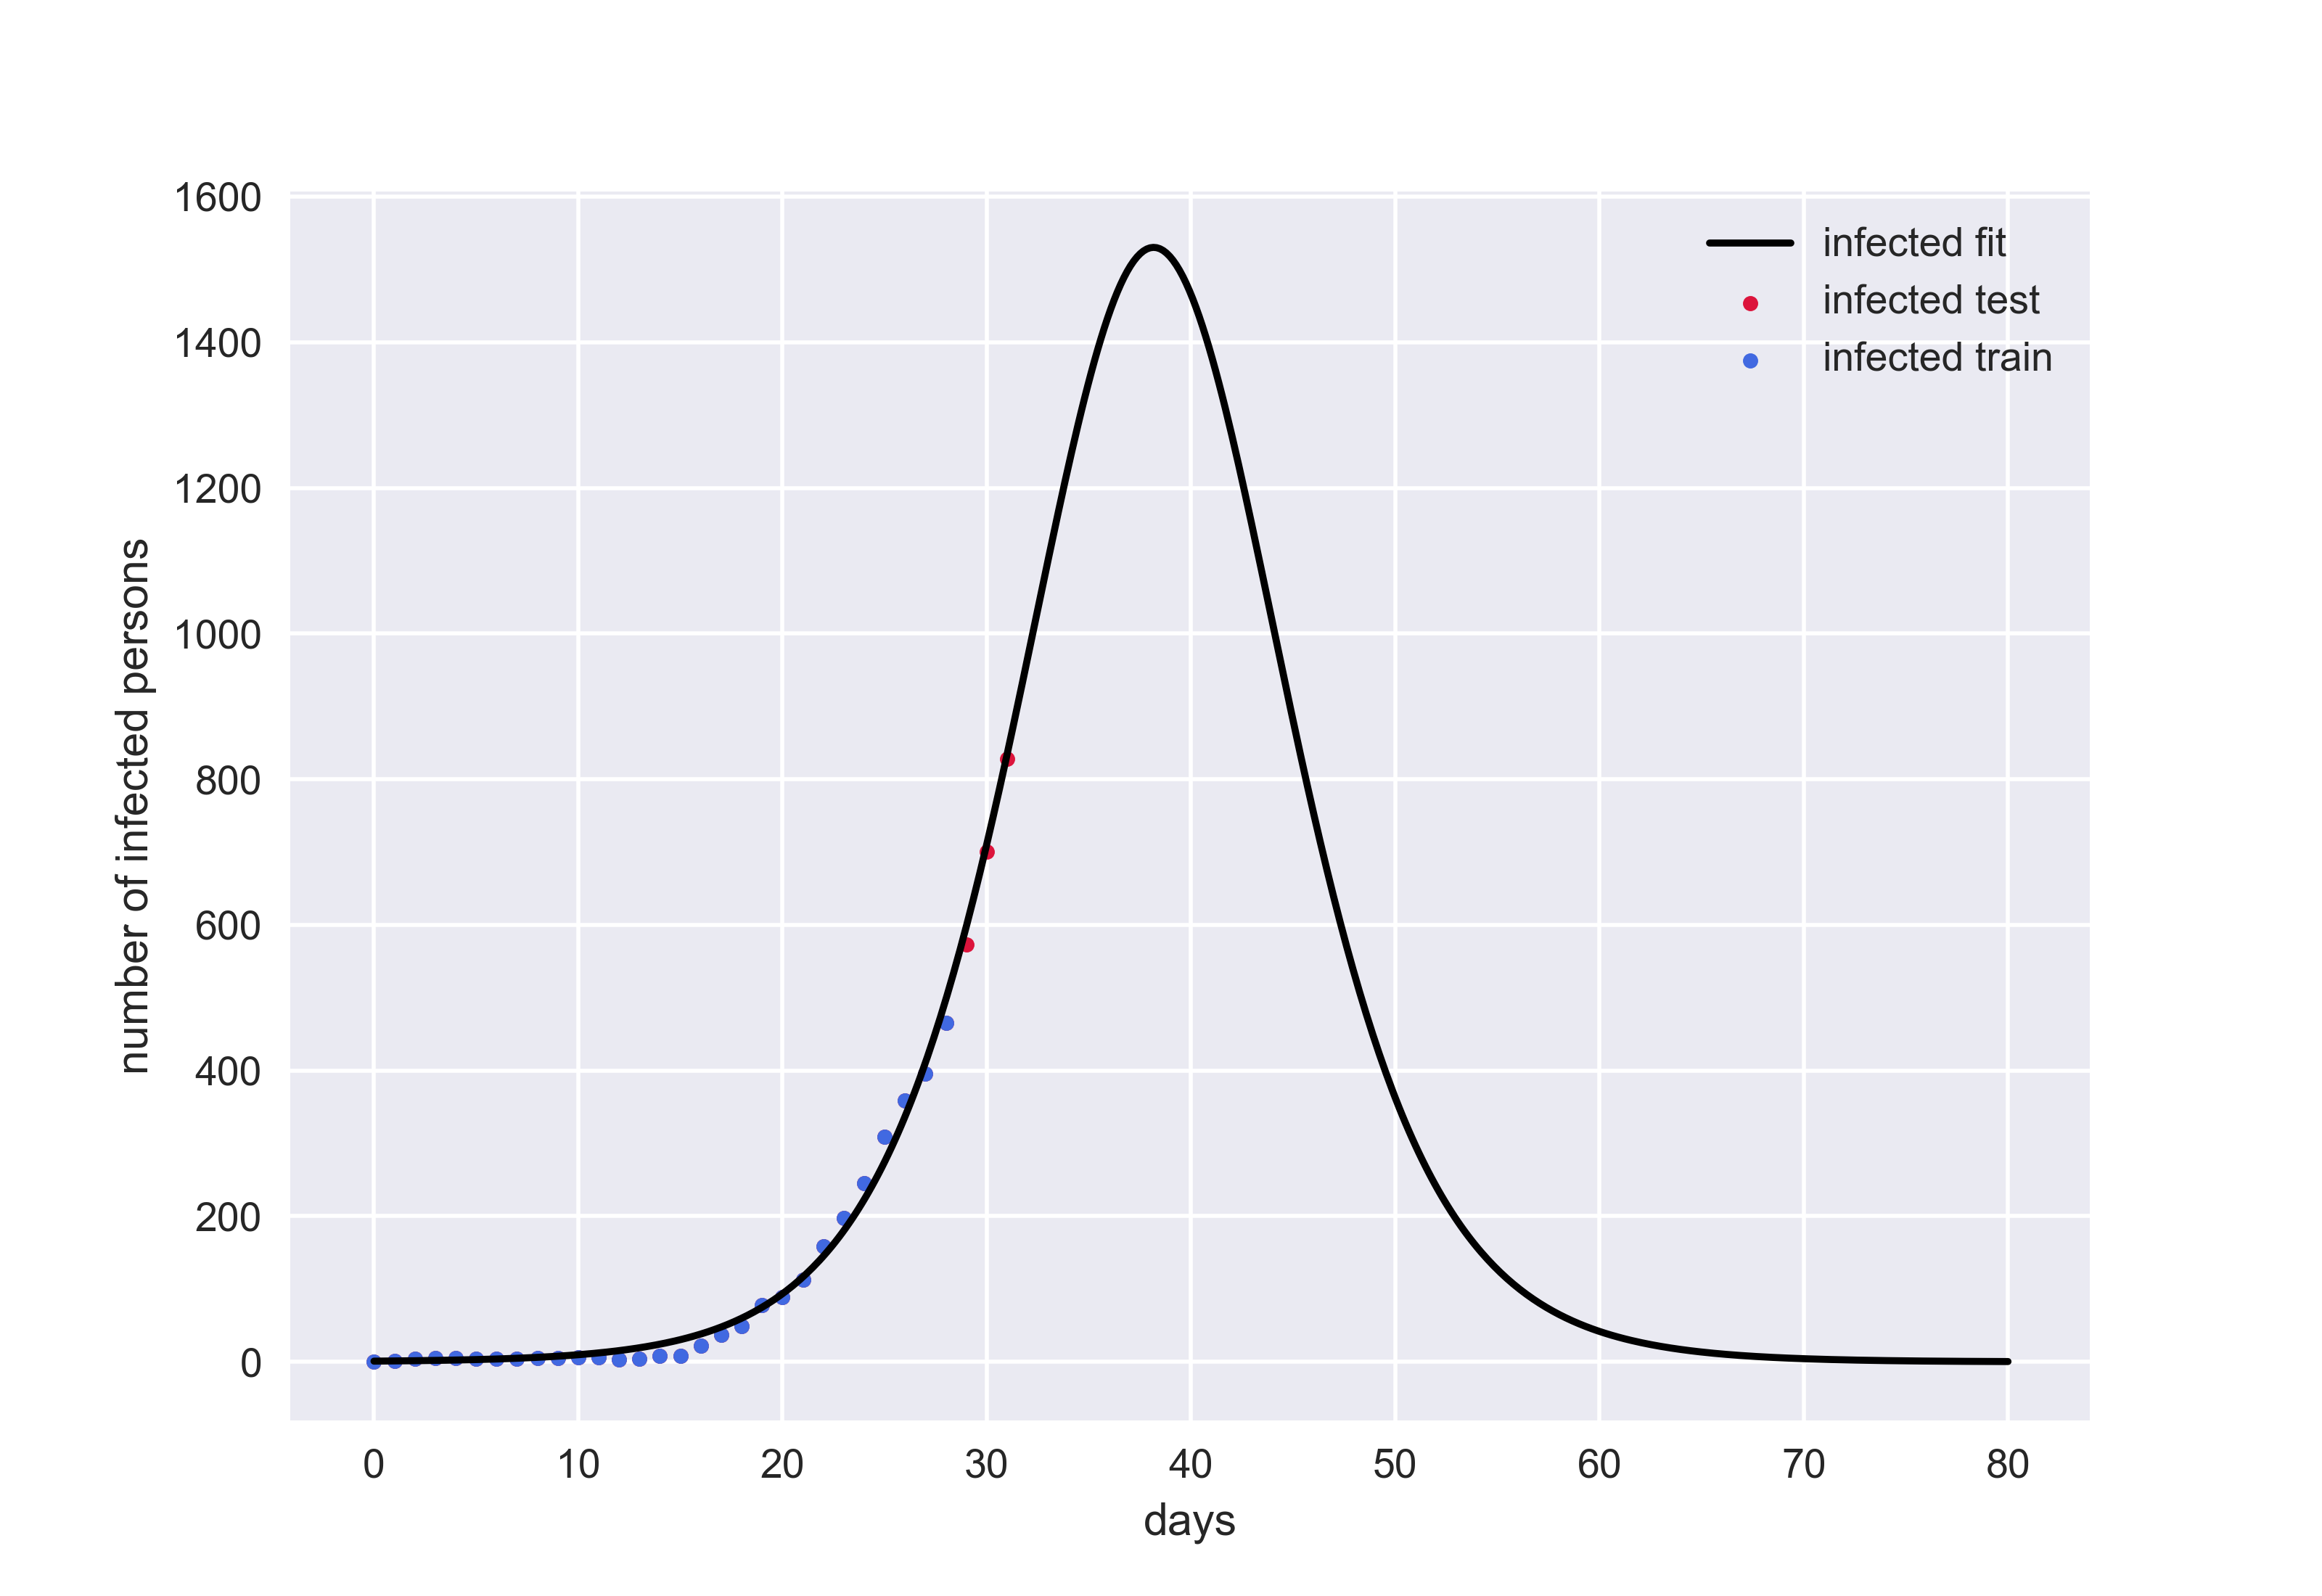 1600
1400
1200
1000
800
600
400
200
0
number of infected persons
infected fit
infected test
infected train
0 10 20 30 40 50 60 70 80
days